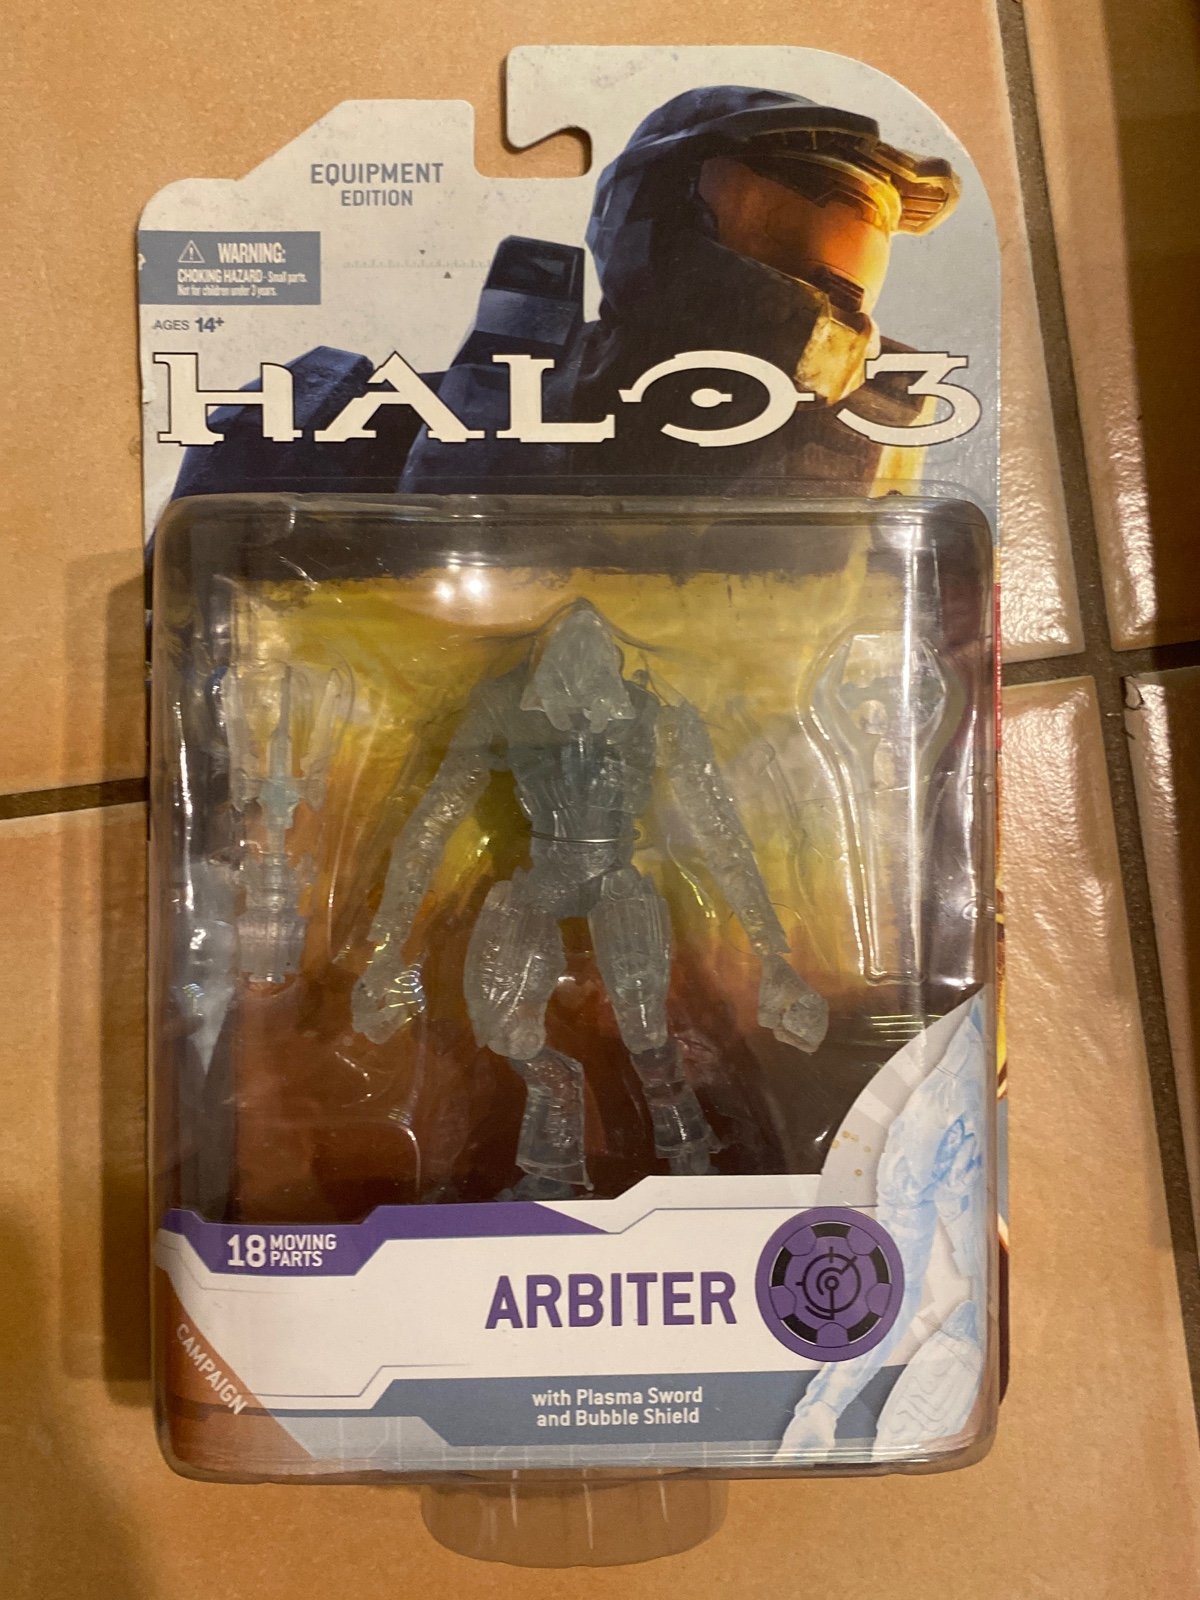 EQUIPMENT
EDITION
WARNING:
CHOKING HAZARD - Small parts.
Not for children under 3 years.
AGES 14+
HALO 3
18 MOVING
PARTS
ARBITER
CAMPAIGN
with Plasma Sword
and Bubble Shield